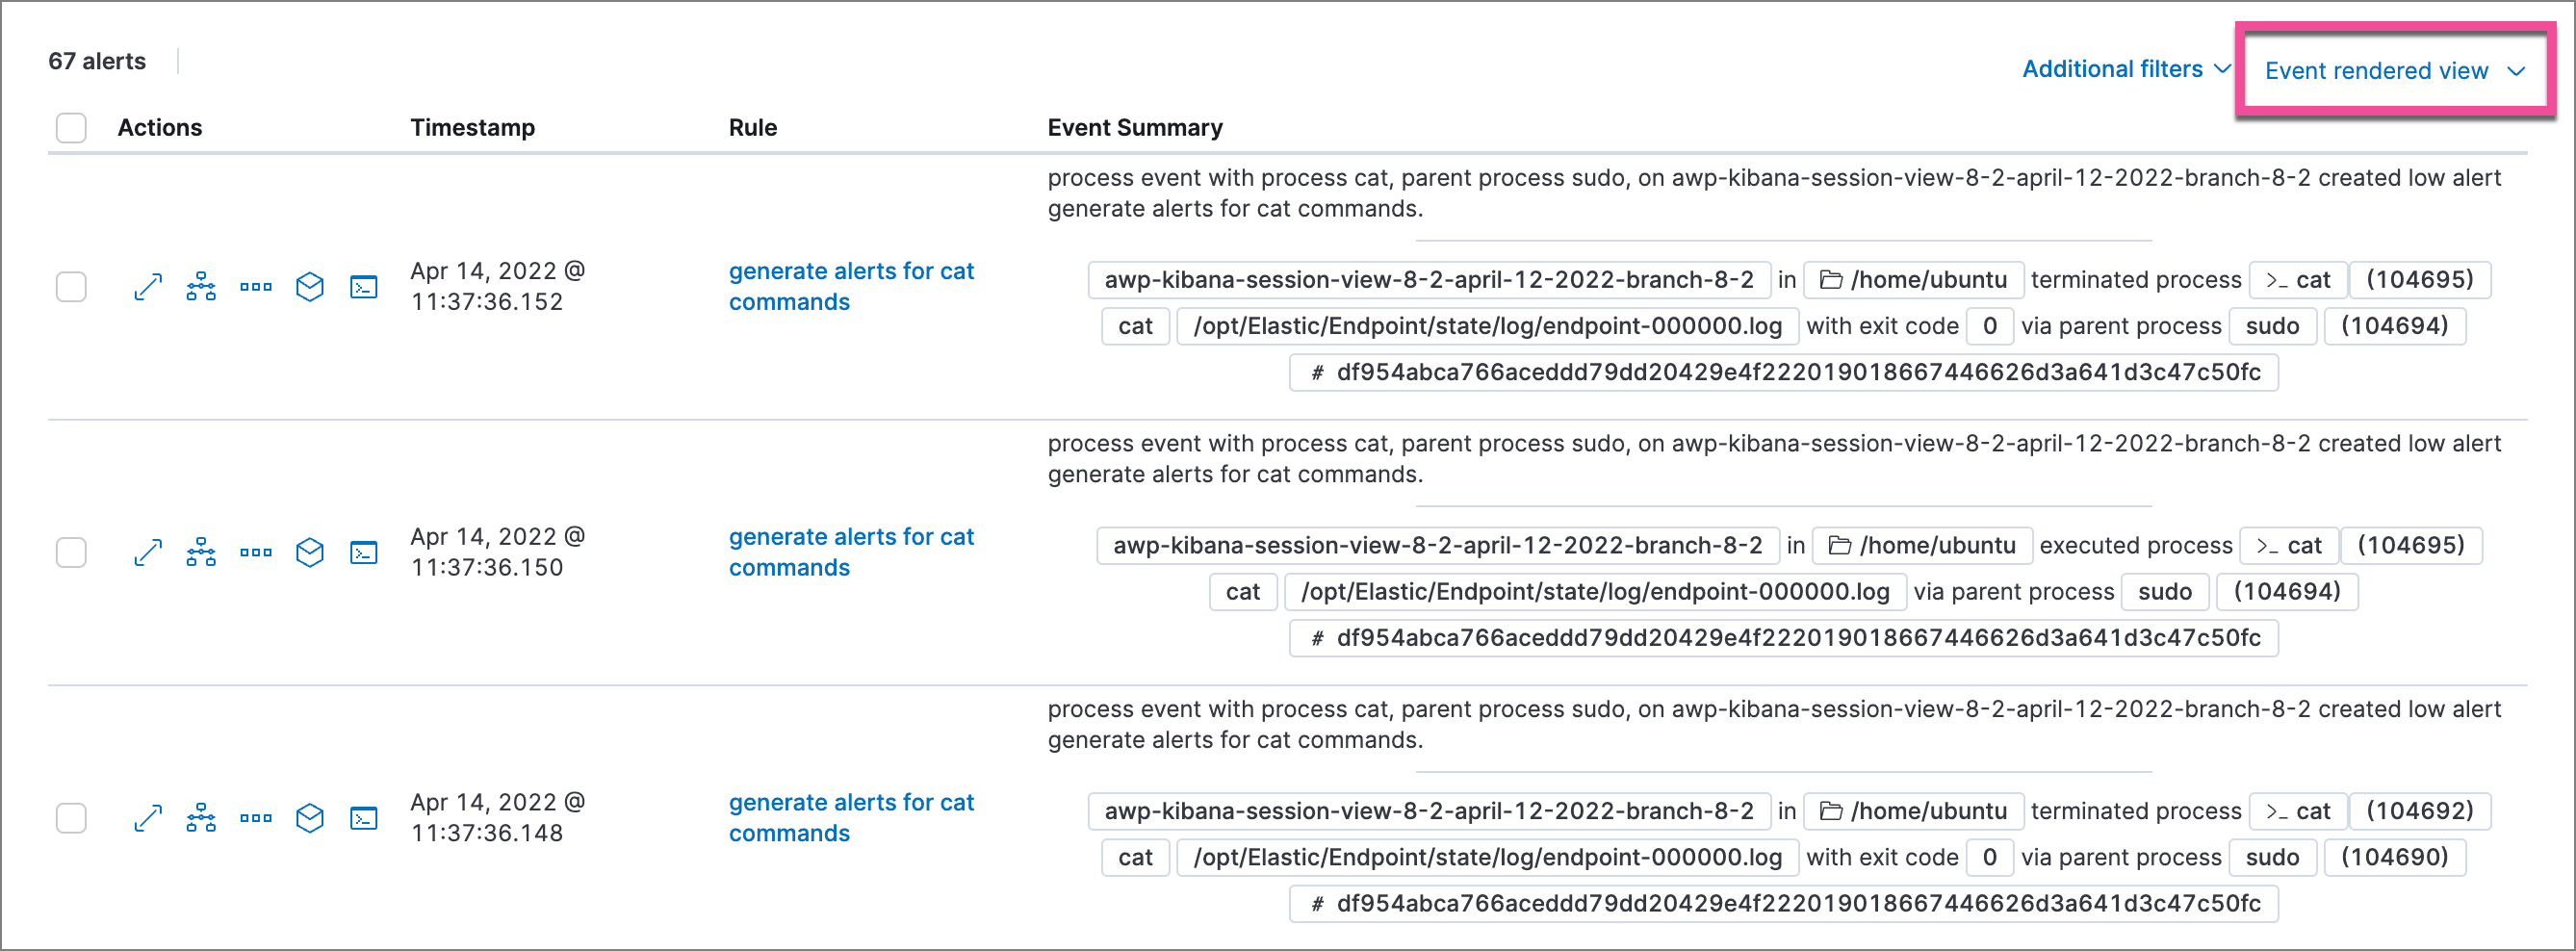 67 alerts
Additional filters
Event rendered view
Actions Timestamp Rule Event Summary
process event with process cat, parent process sudo, on awp-kibana-session-view-8-2-april-12-2022-branch-8-2 created low alert
generate alerts for cat commands.
Apr 14, 2022 @
11:37:36.152
generate alerts for cat
commands
awp-kibana-session-view-8-2-april-12-2022-branch-8-2 in /home/ubuntu terminated process >_ cat (104695)
cat /opt/Elastic/Endpoint/state/log/endpoint-000000.log with exit code 0 via parent process sudo (104694)
# df954abca766aceddd79dd20429e4f222019018667446626d3a641d3c47c50fc
process event with process cat, parent process sudo, on awp-kibana-session-view-8-2-april-12-2022-branch-8-2 created low alert
generate alerts for cat commands.
Apr 14, 2022 @
11:37:36.150
generate alerts for cat
commands
awp-kibana-session-view-8-2-april-12-2022-branch-8-2 in /home/ubuntu executed process >_ cat (104695)
cat /opt/Elastic/Endpoint/state/log/endpoint-000000.log via parent process sudo (104694)
# df954abca766aceddd79dd20429e4f222019018667446626d3a641d3c47c50fc
process event with process cat, parent process sudo, on awp-kibana-session-view-8-2-april-12-2022-branch-8-2 created low alert
generate alerts for cat commands.
Apr 14, 2022 @
11:37:36.148
generate alerts for cat
commands
awp-kibana-session-view-8-2-april-12-2022-branch-8-2 in /home/ubuntu terminated process >_ cat (104692)
cat /opt/Elastic/Endpoint/state/log/endpoint-000000.log with exit code 0 via parent process sudo (104690)
# df954abca766aceddd79dd20429e4f222019018667446626d3a641d3c47c50fc